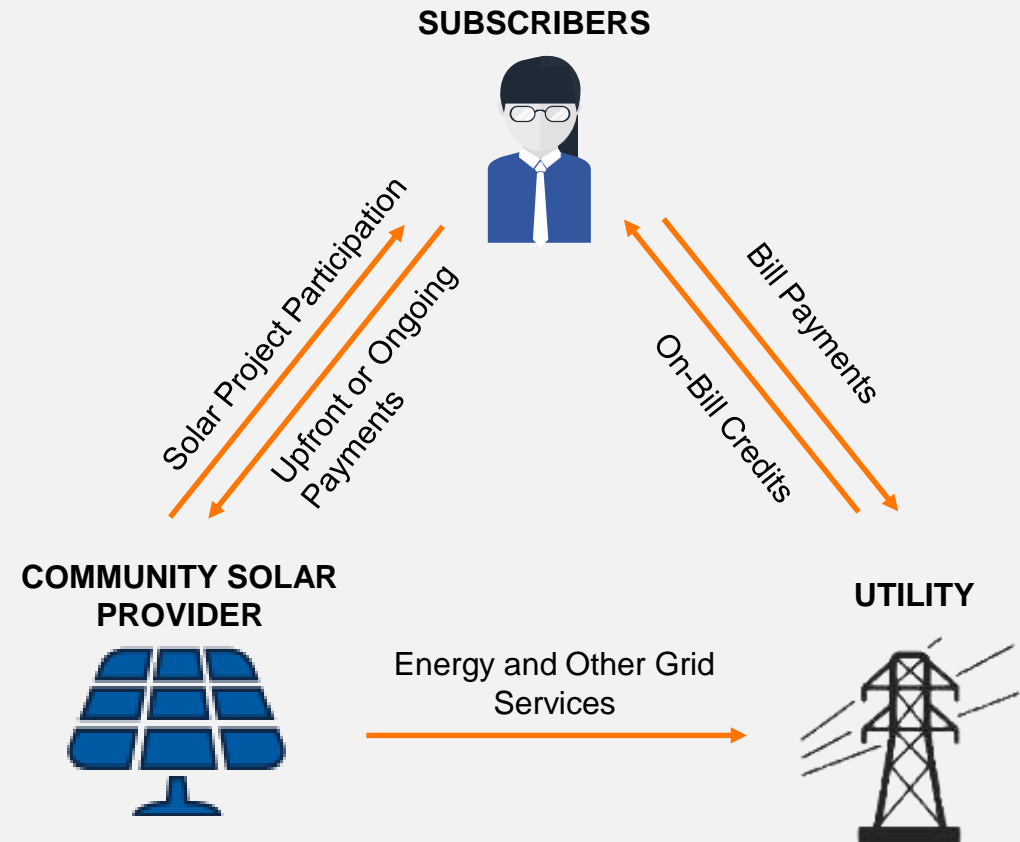 SUBSCRIBERS
Solar Project Participation
Upfront or Ongoing
Payments
Bill Payments
On-Bill Credits
COMMUNITY SOLAR
PROVIDER
UTILITY
Energy and Other Grid
Services